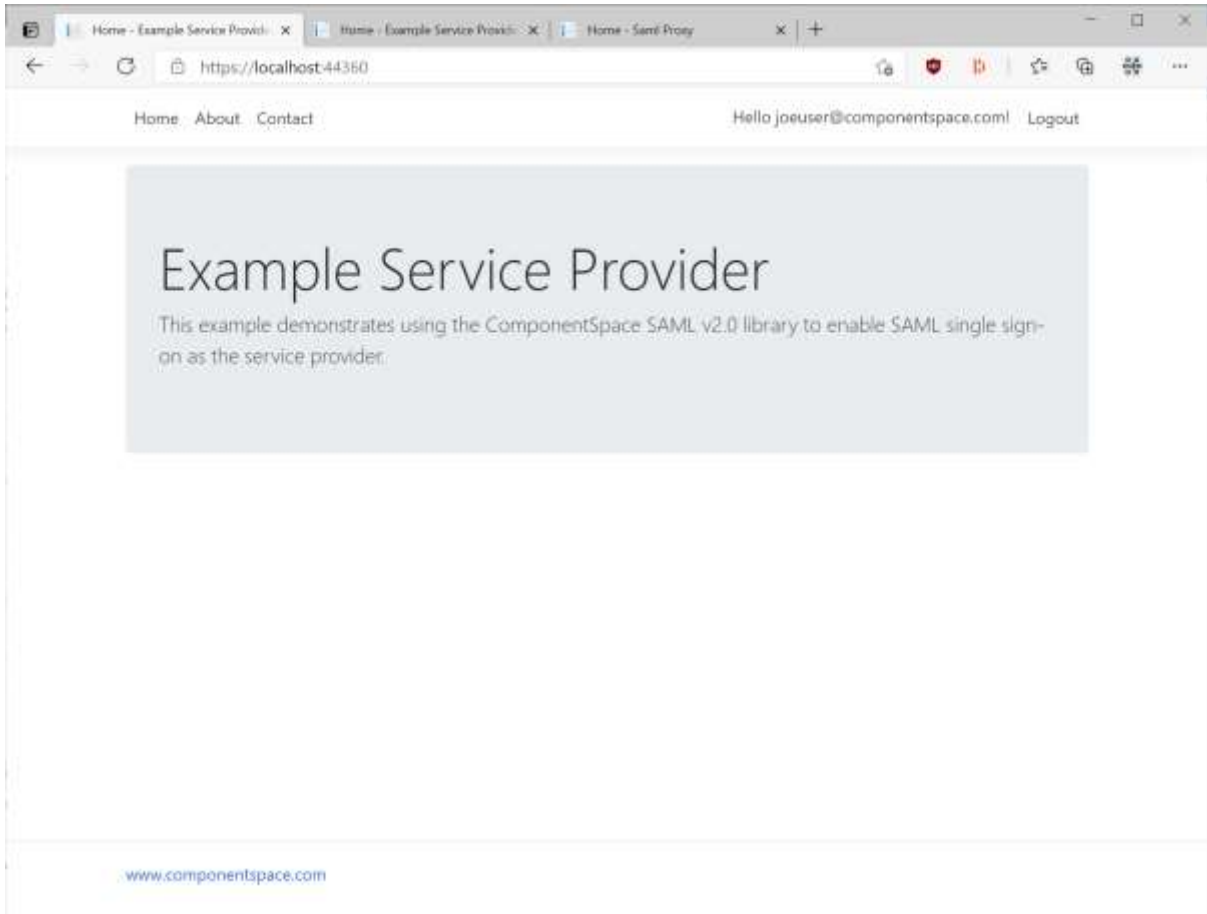 Home - Example Service Provid
Home - Example Service Provid
Home - Saml Proxy
https://localhost:44360
Home About Contact
Hello joeuser@componentspace.com! Logout
Example Service Provider
This example demonstrates using the ComponentSpace SAML v2.0 library to enable SAML single sign-
on as the service provider.
www.componentspace.com